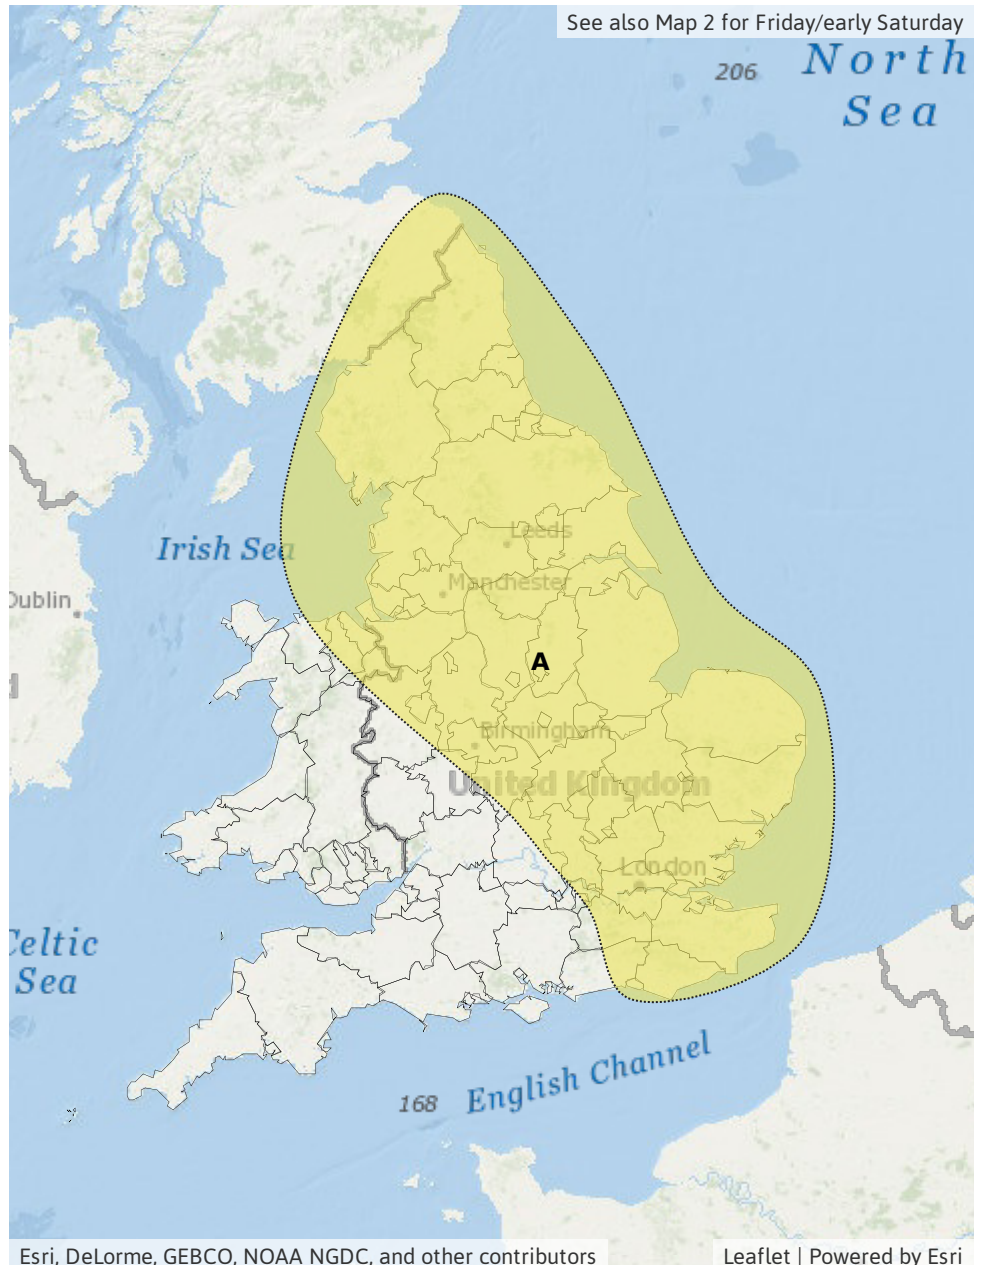 See also Map 2 for Friday/early Saturday
206
North
Sea
Leeds
Irish Sea
Manchester
Dublin
A
Birmingham
United Kingdom
London
Celtic
Sea
English Channel
168
Esri, DeLorme, GEBCO, NOAA NGDC, and other contributors
Leaflet | Powered by Esri